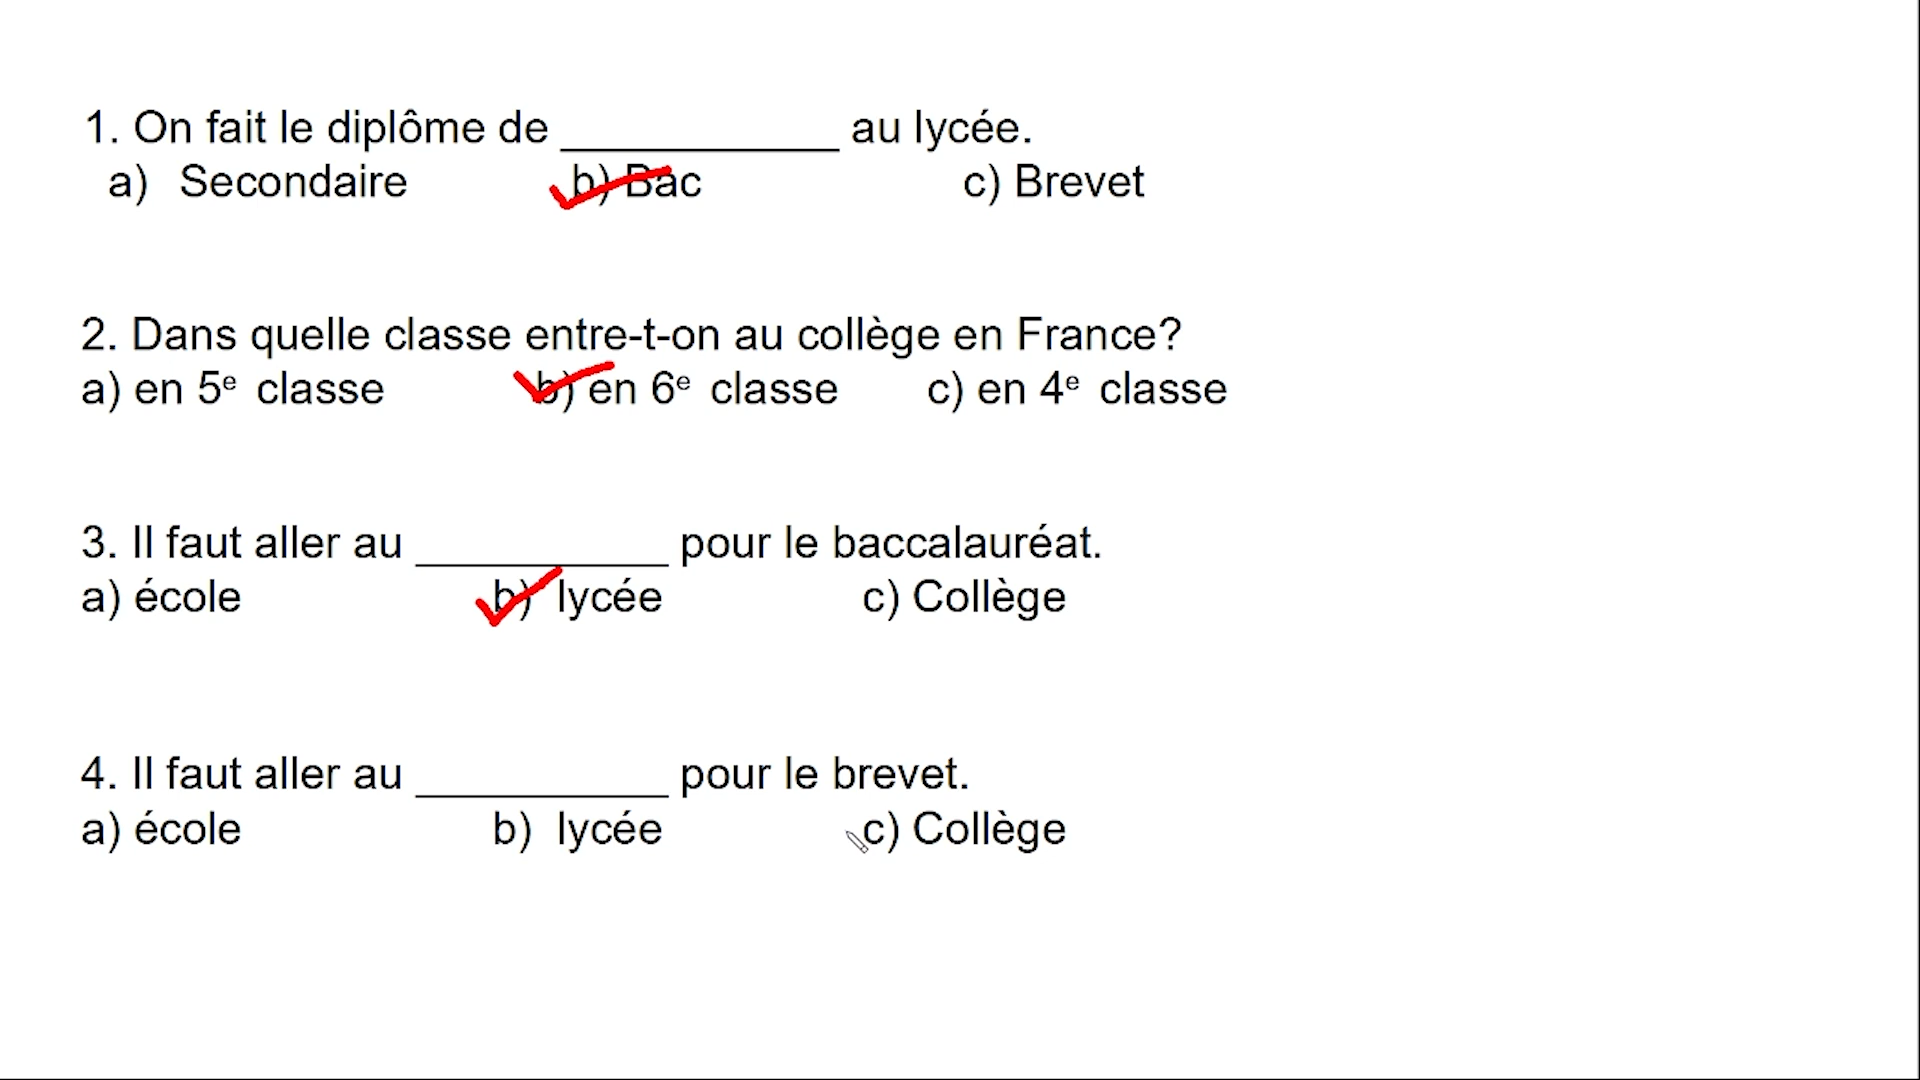 1. On fait le diplôme de ___________ au lycée.
a) Secondaire b) Bac c) Brevet
2. Dans quelle classe entre-t-on au collège en France?
a) en 5e classe b) en 6e classe c) en 4e classe
3. Il faut aller au __________ pour le baccalauréat.
a) école b) lycée c) Collège
4. Il faut aller au __________ pour le brevet.
a) école b) lycée c) Collège